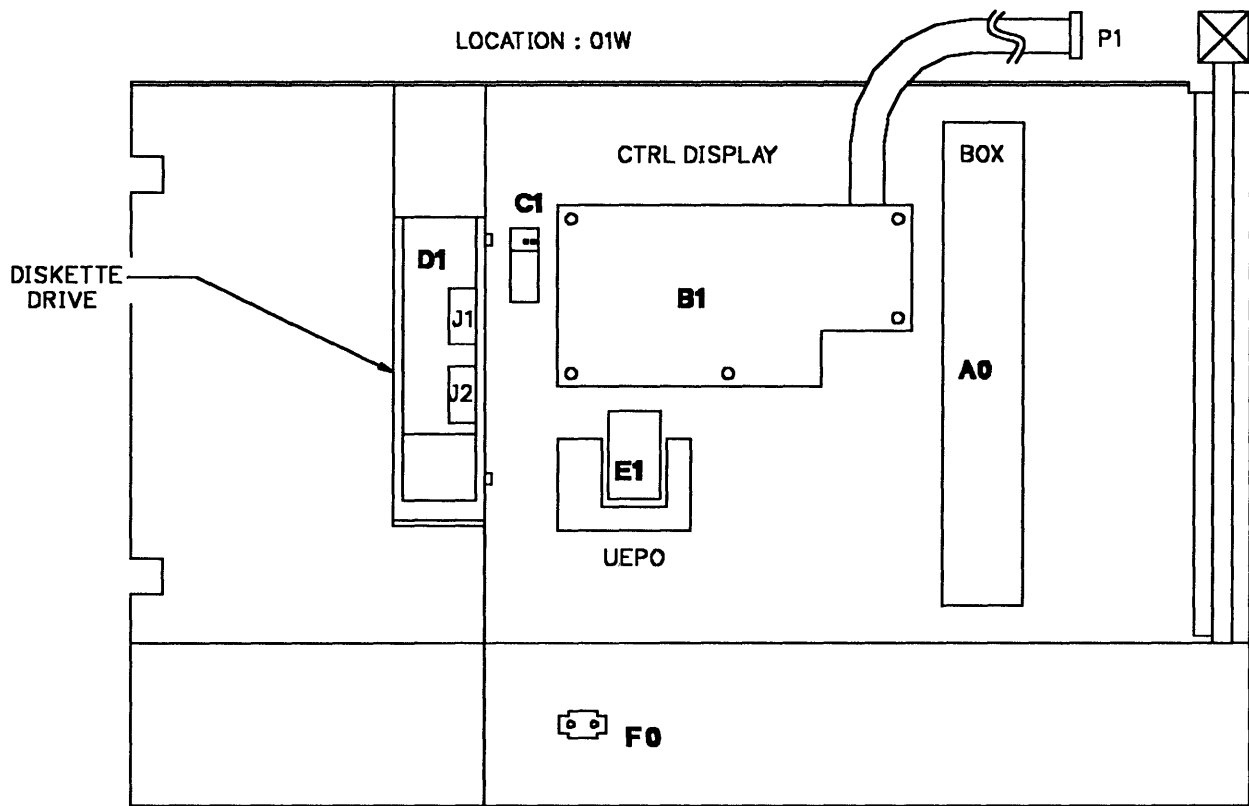 LOCATION : 01W
P1
CTRL DISPLAY
BOX
C1
D1
DISKETTE
DRIVE
J1
B1
J2
A0
E1
UEPO
F0